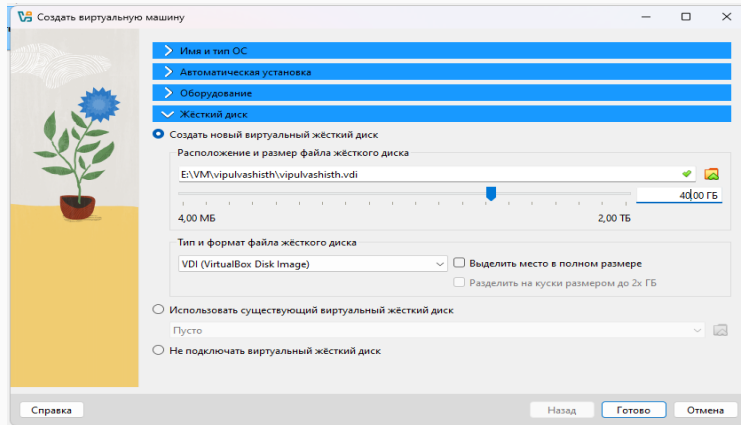 Создать виртуальную машину
Имя и тип ОС
Автоматическая установка
Оборудование
Жёсткий диск
Создать новый виртуальный жёсткий диск
Расположение и размер файла жёсткого диска
E:\VM\vipulvashisth\vipulvashisth.vdi
40,00 ГБ
4,00 МБ 2,00 ТБ
Тип и формат файла жёсткого диска
VDI (VirtualBox Disk Image) Выделить место в полном размере
Разделить на куски размером до 2х ГБ
Использовать существующий виртуальный жёсткий диск
Пусто
Не подключать виртуальный жёсткий диск
Справка Назад Готово Отмена